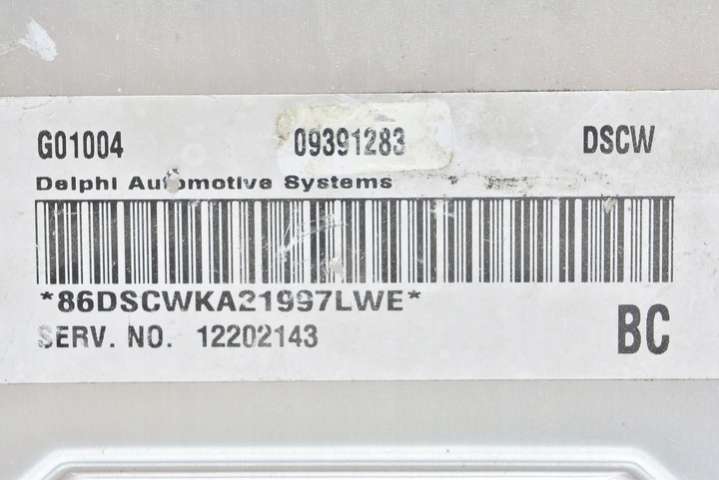 G01004 09391283 DSCW
Delphi Automotive Systems
*86DSCWKA21997LWE*
SERV. NO. 12202143 BC